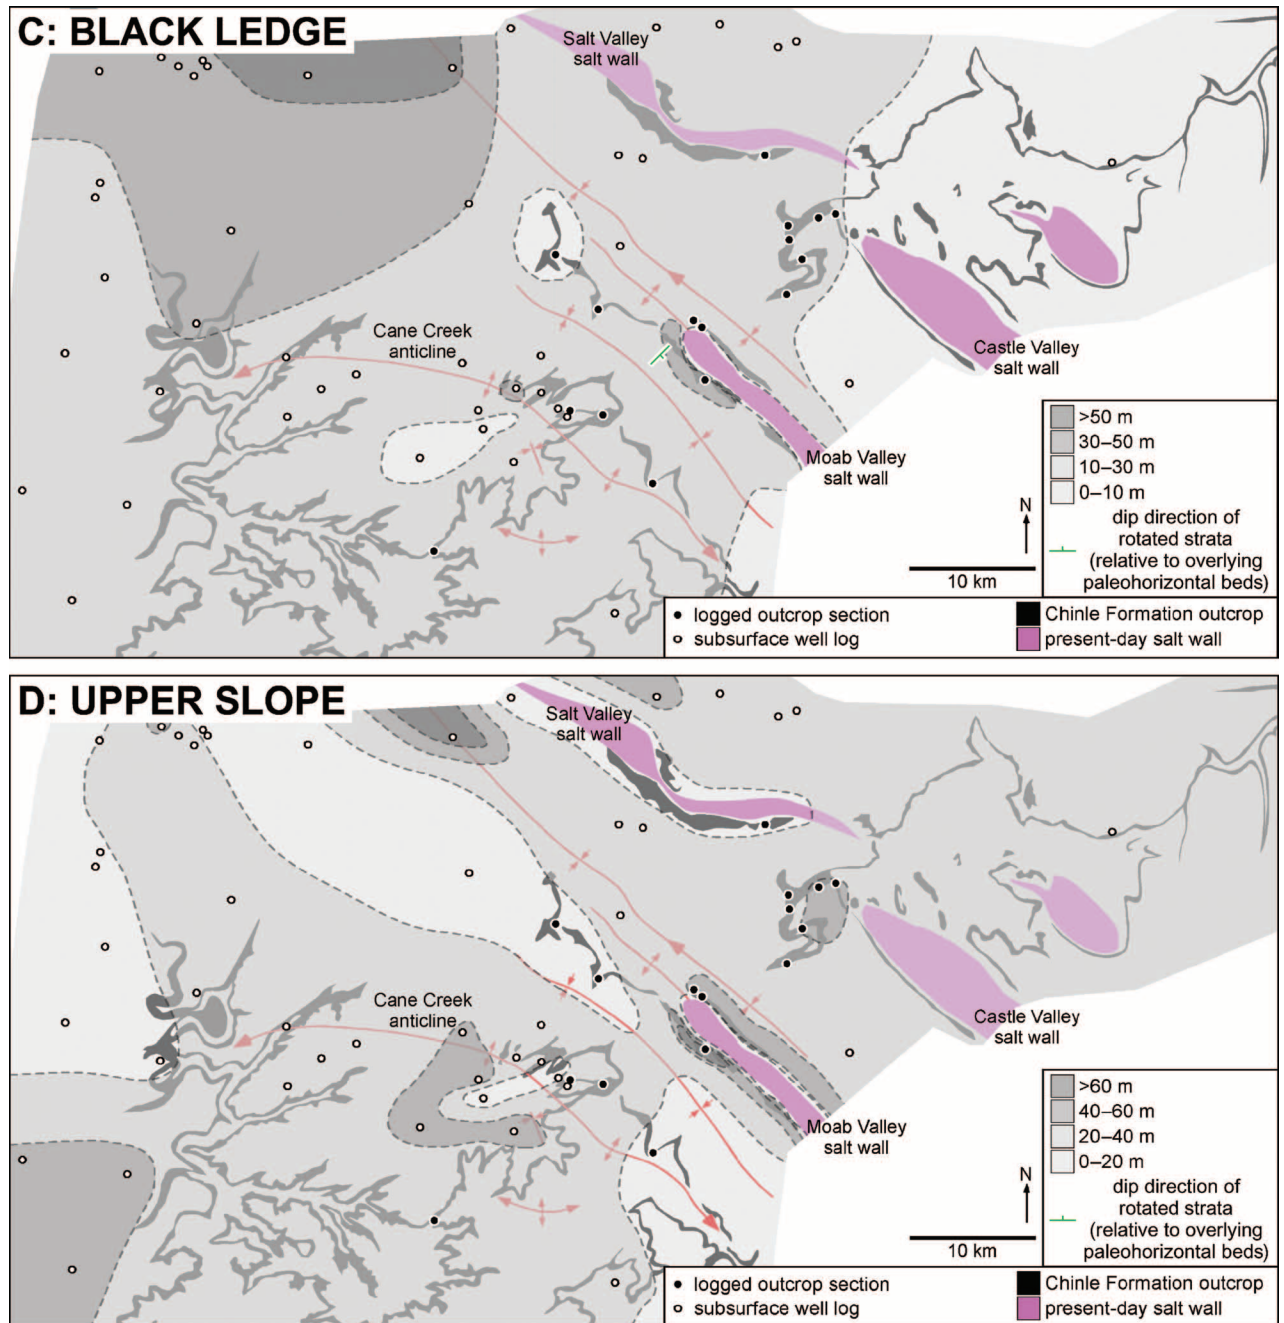 C: BLACK LEDGE
Salt Valley
salt wall
Cane Creek
anticline
Castle Valley
salt wall
Moab Valley
salt wall
N
10 km
>50 m
30–50 m
10–30 m
0–10 m
dip direction of
rotated strata
(relative to overlying
paleohorizontal beds)
logged outcrop section
subsurface well log
Chinle Formation outcrop
present-day salt wall
D: UPPER SLOPE
Salt Valley
salt wall
Cane Creek
anticline
Castle Valley
salt wall
Moab Valley
salt wall
N
10 km
>60 m
40–60 m
20–40 m
0–20 m
dip direction of
rotated strata
(relative to overlying
paleohorizontal beds)
logged outcrop section
subsurface well log
Chinle Formation outcrop
present-day salt wall